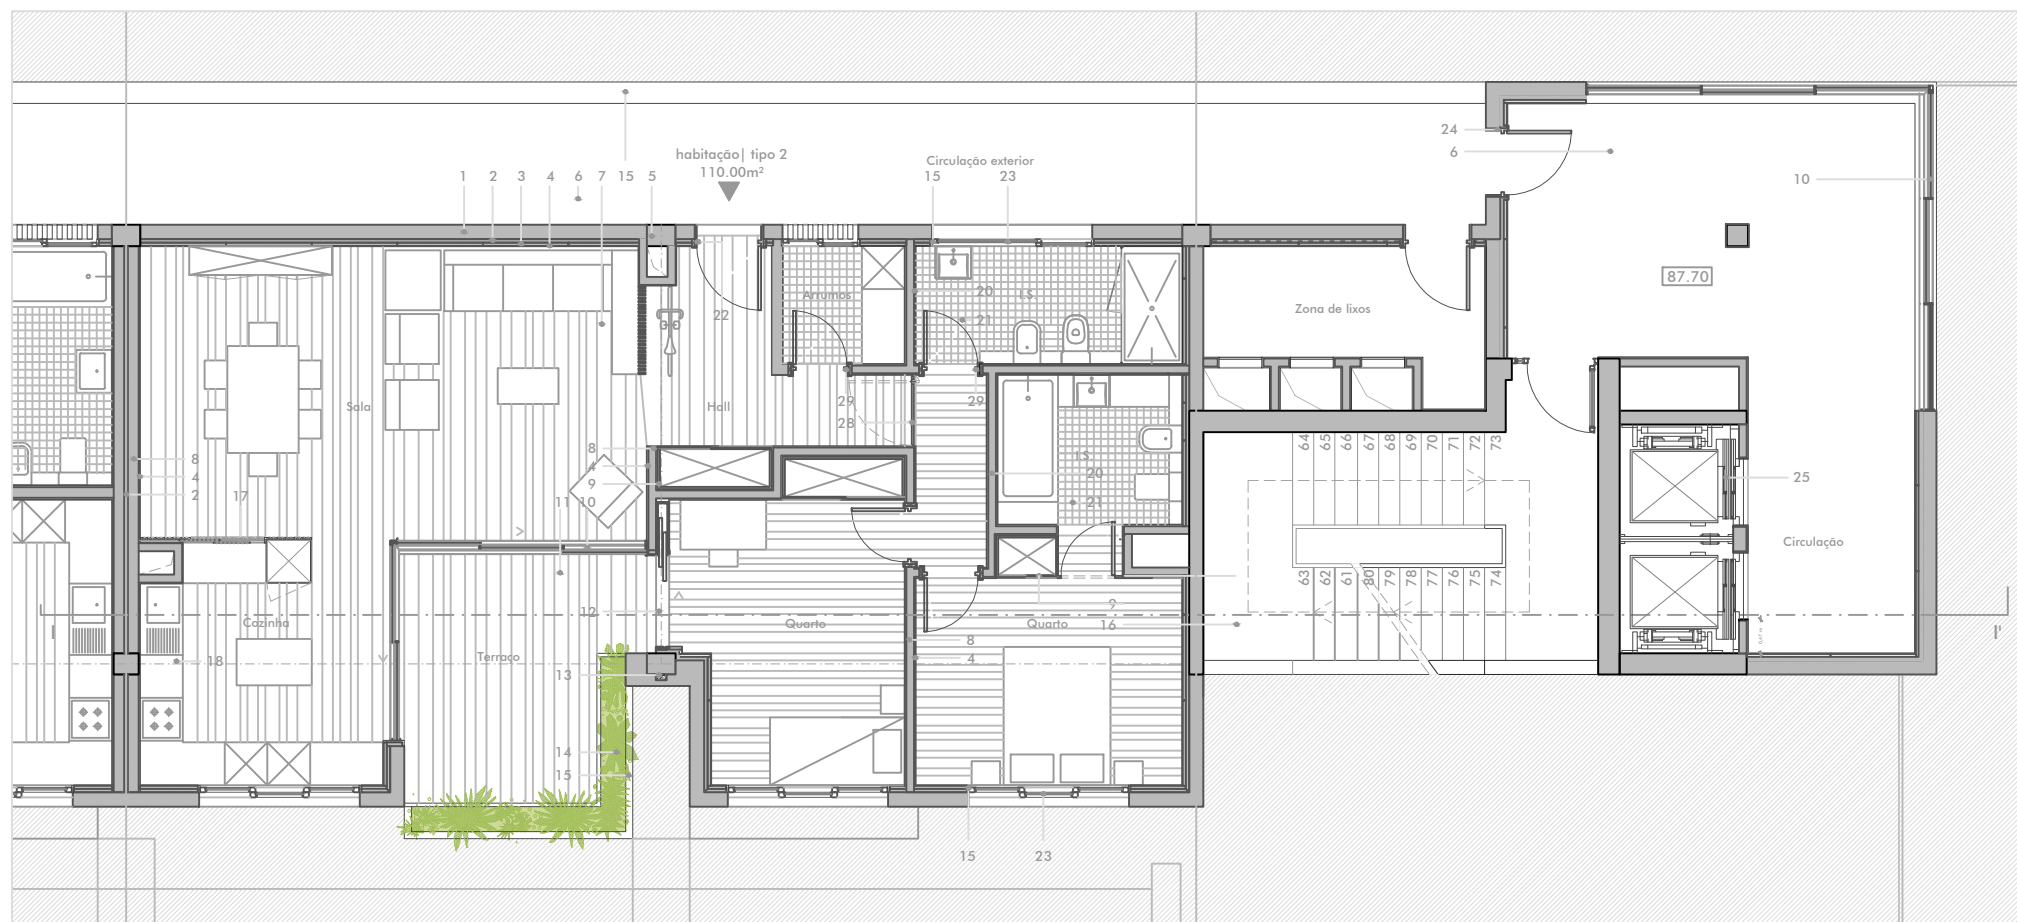 habitação| tipo 2
110.00m²
Circulação exterior
24
6
1 2 3 4 6 7 15 5
15 23
10
87.70
20
I.S.
Arrumos
22
21
Zona de lixos
Sala
Hall
29
29
28
8
4
2
17
8
4
9
11 10
I.S.
20
21
64 65 66 67 68 69 70 71 72 73
25
Circulação
63 62 61 80 79 78 77 76 75 74
12
9
16
Cozinha
Quarto
Quarto
8
4
18
Terraço
13
14
15
15 23